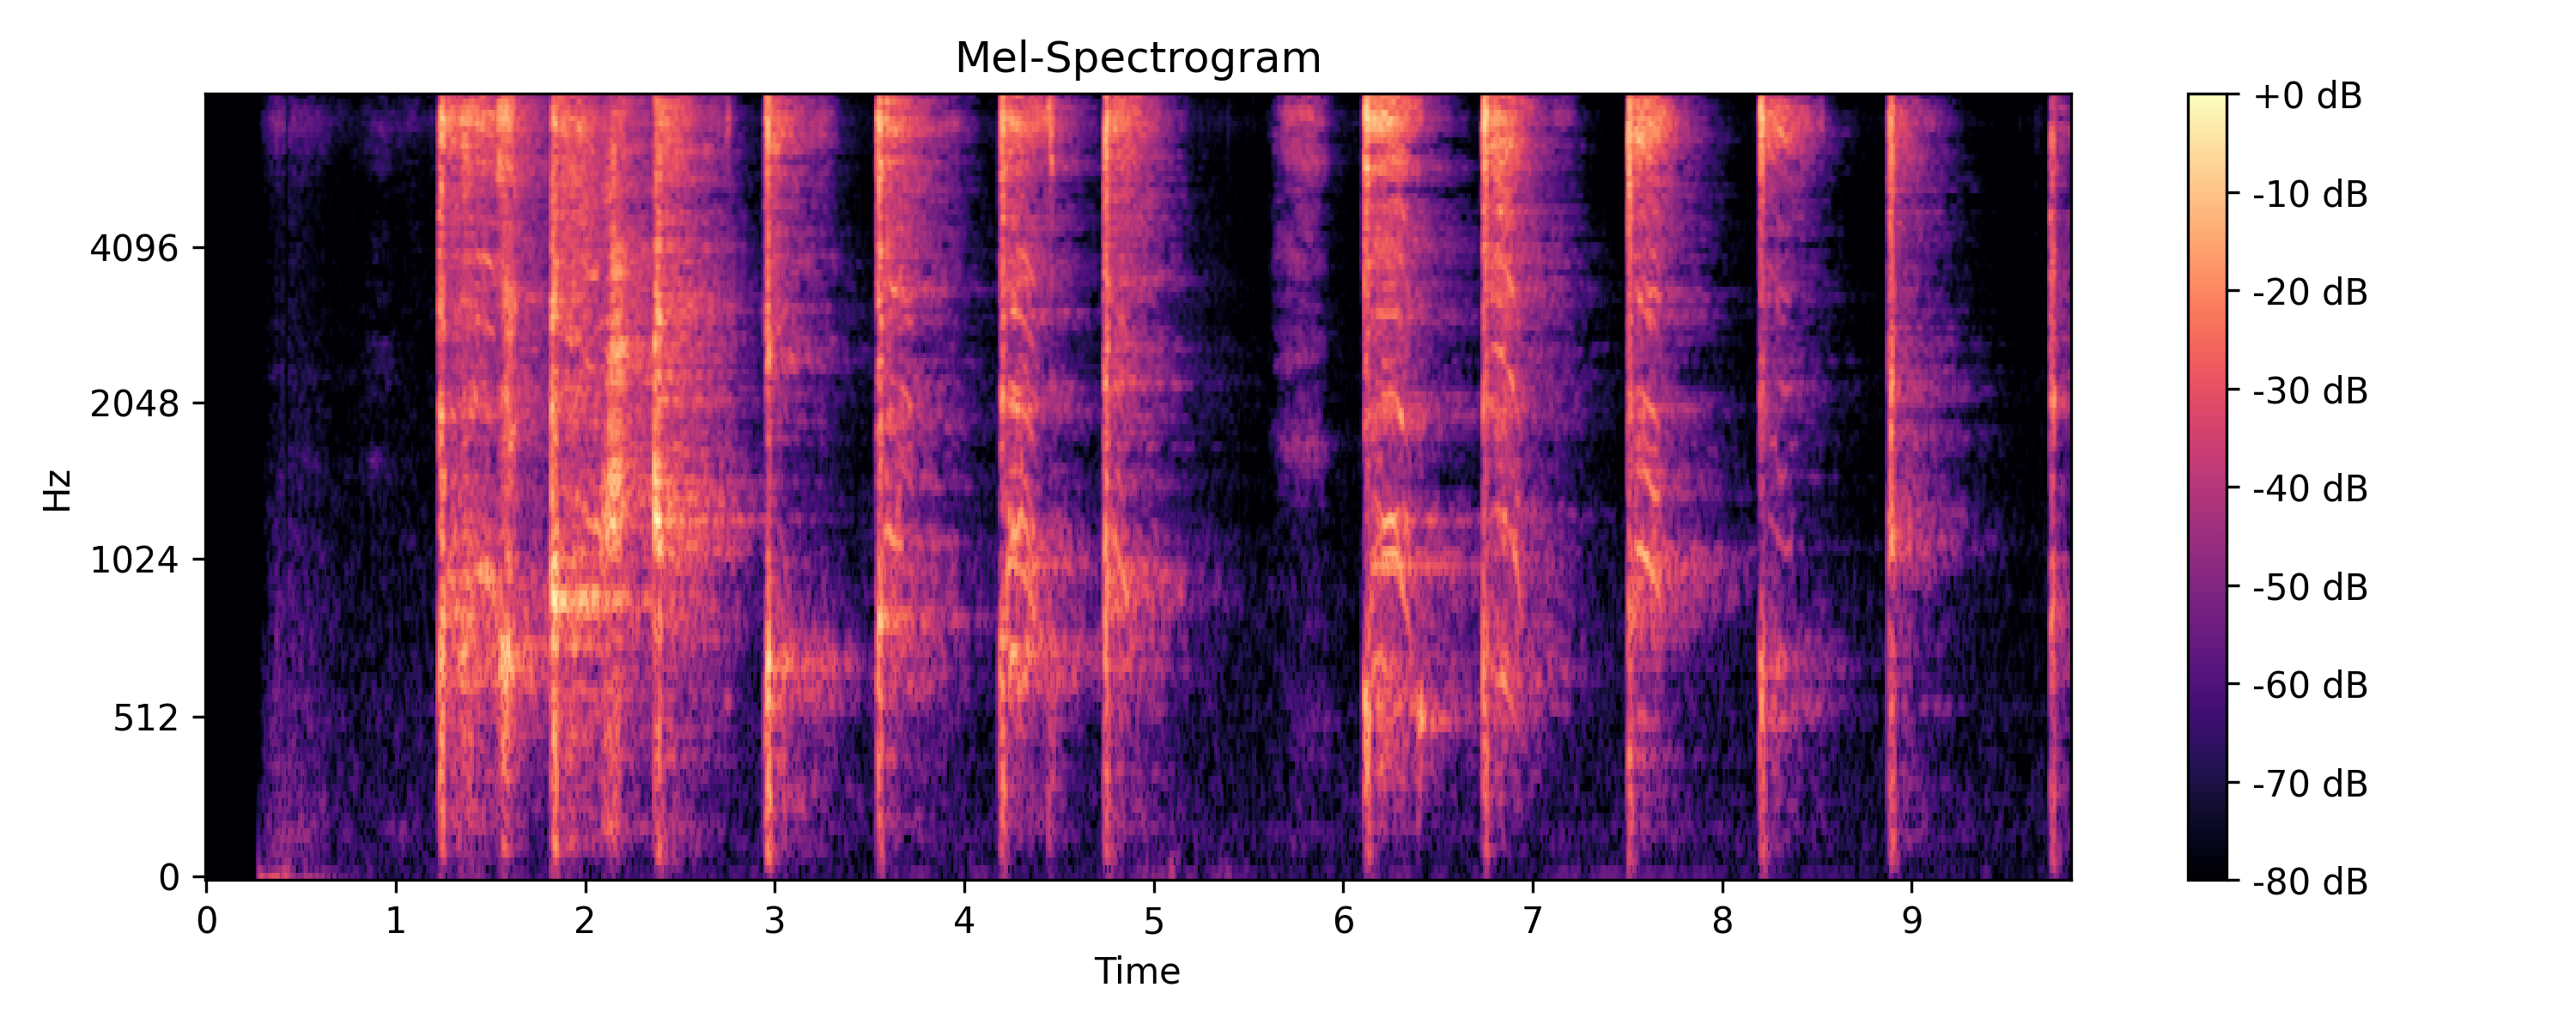 Mel-Spectrogram
+0 dB
-10 dB
4096
-20 dB
-30 dB
2048
Hz
-40 dB
1024
-50 dB
-60 dB
512
-70 dB
0
-80 dB
0 1 2 3 4 5 6 7 8 9
Time